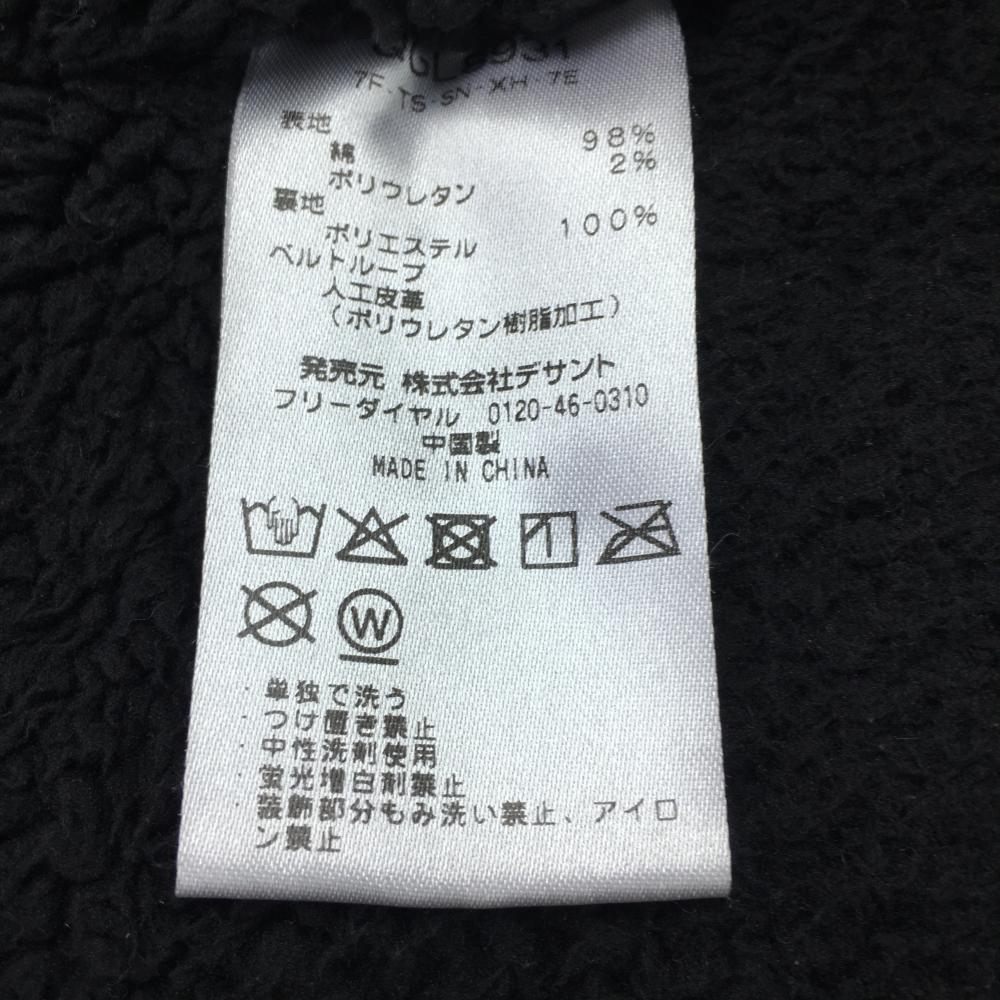 7F-TS-SN-XH-7E
表地
綿 98%
ポリウレタン 2%
裏地
ポリエステル 100%
ベルトループ
人工皮革
(ポリウレタン樹脂加工)
発売元 株式会社デサント
フリーダイヤル 0120-46-0310
中国製
MADE IN CHINA
W
・単独で洗う
・つけ置き禁止
・中性洗剤使用
・蛍光増白剤禁止
・装飾部分もみ洗い禁止、アイロ
ン禁止